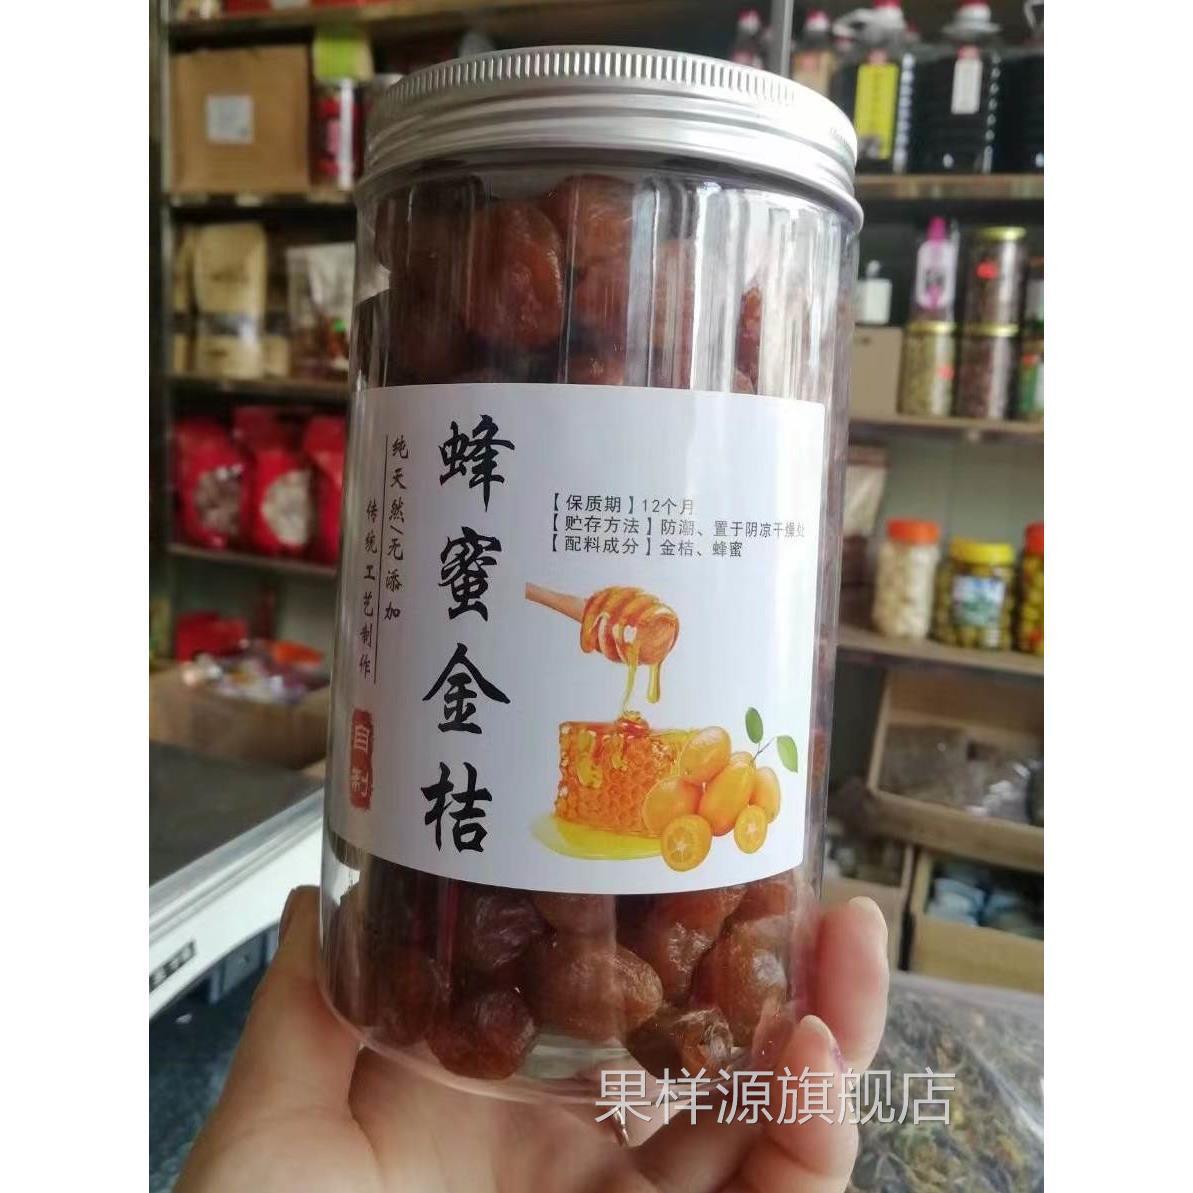 蜂蜜金桔
纯天然/无添加
传统工艺制作
自制
【保质期】12个月
【贮存方法】防潮、置于阴凉干燥处
【配料成分】金桔、蜂蜜
果样源旗舰店